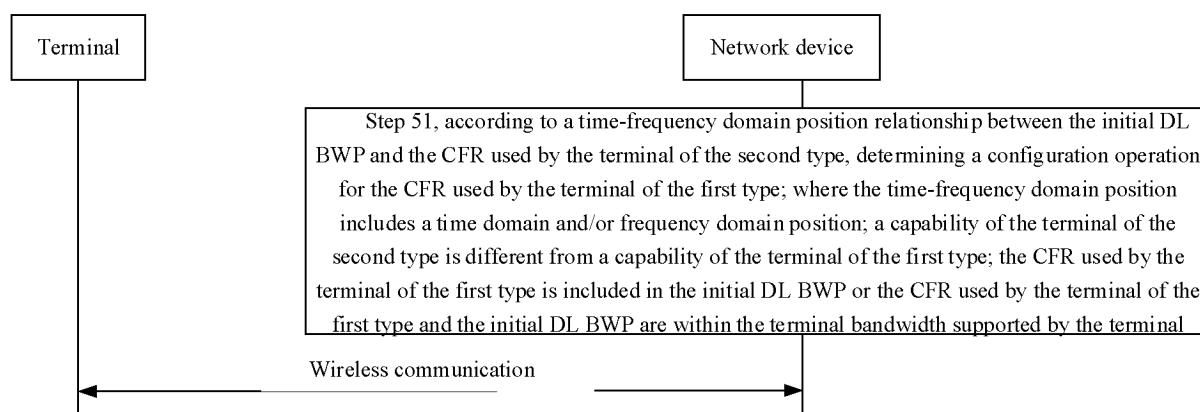 Terminal
Network device
Step 51, according to a time-frequency domain position relationship between the initial DL
BWP and the CFR used by the terminal of the second type, determining a configuration operation
for the CFR used by the terminal of the first type; where the time-frequency domain position
includes a time domain and/or frequency domain position; a capability of the terminal of the
second type is different from a capability of the terminal of the first type; the CFR used by the
terminal of the first type is included in the initial DL BWP or the CFR used by the terminal of the
first type and the initial DL BWP are within the terminal bandwidth supported by the terminal
Wireless communication